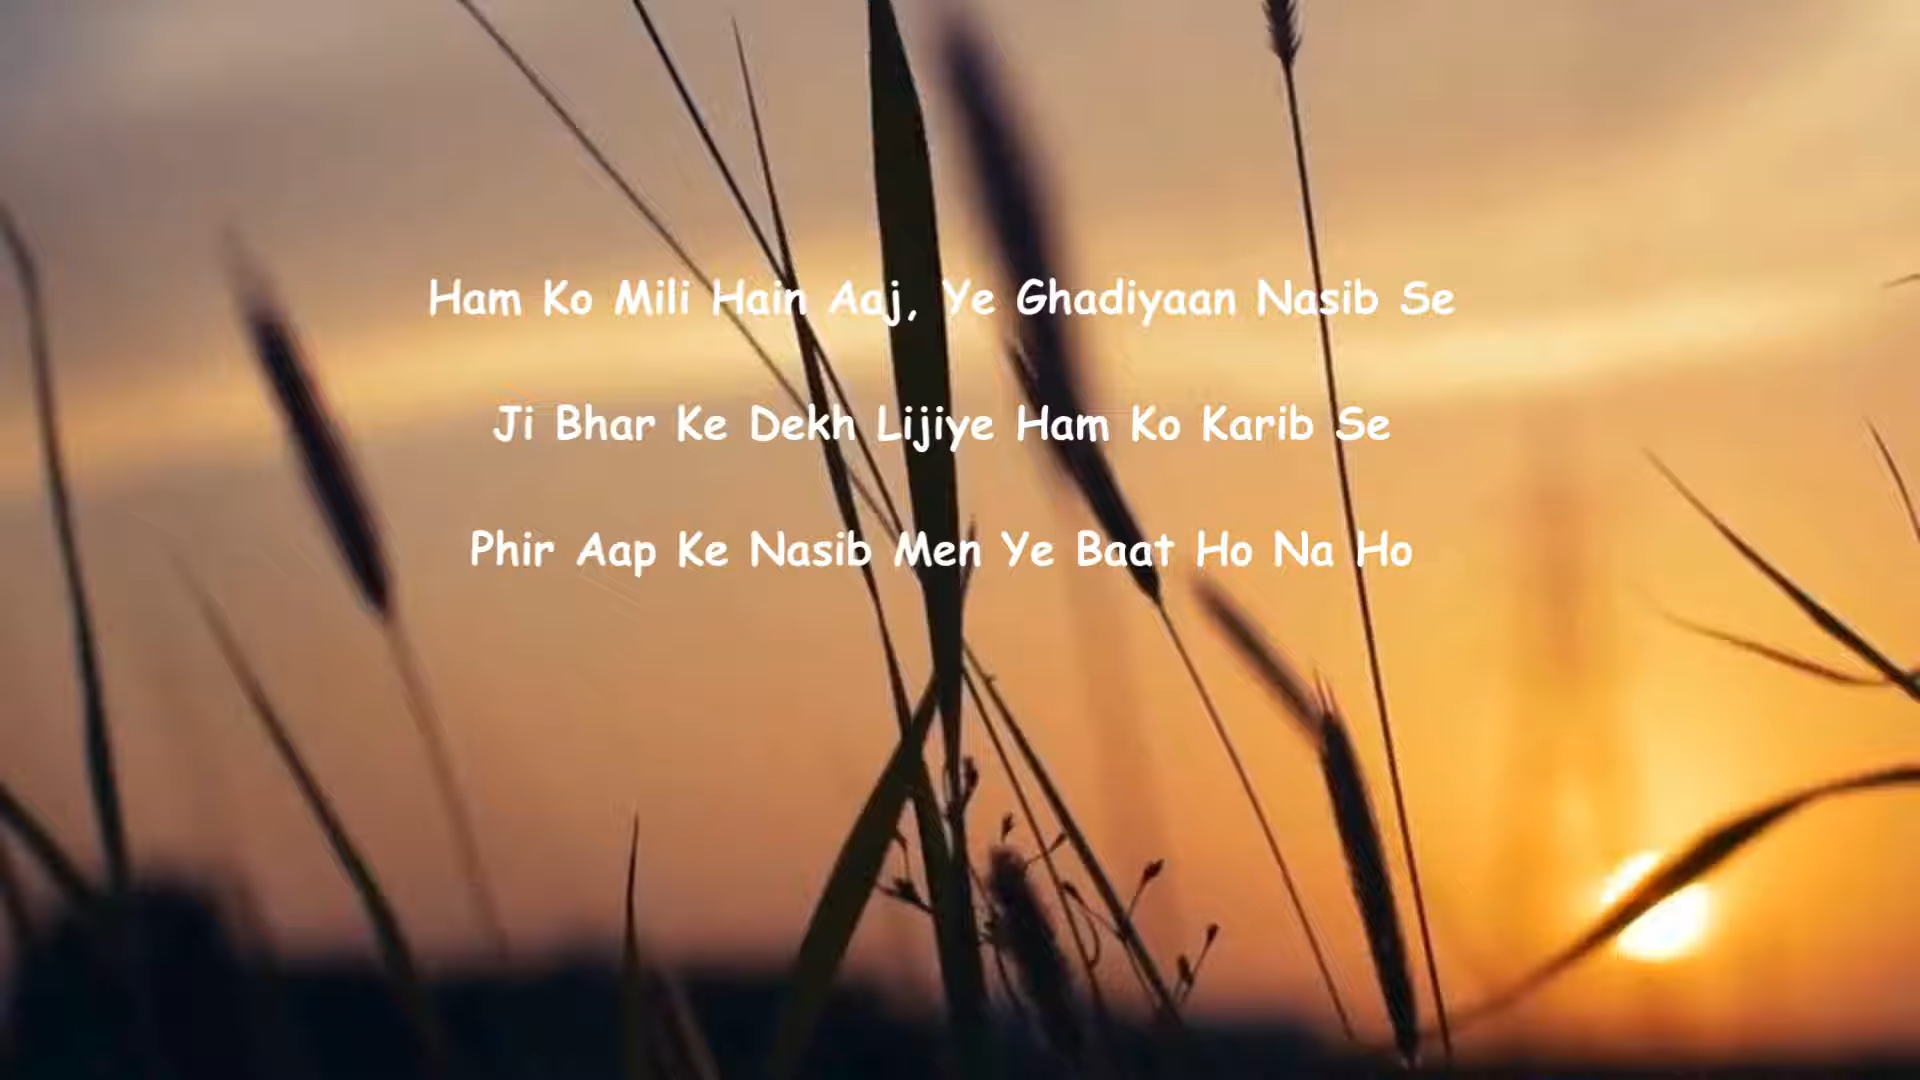 Ham Ko Mili Hain Aaj, Ye Ghadiyaan Nasib Se
Ji Bhar Ke Dekh Lijiye Ham Ko Karib Se
Phir Aap Ke Nasib Men Ye Baat Ho Na Ho